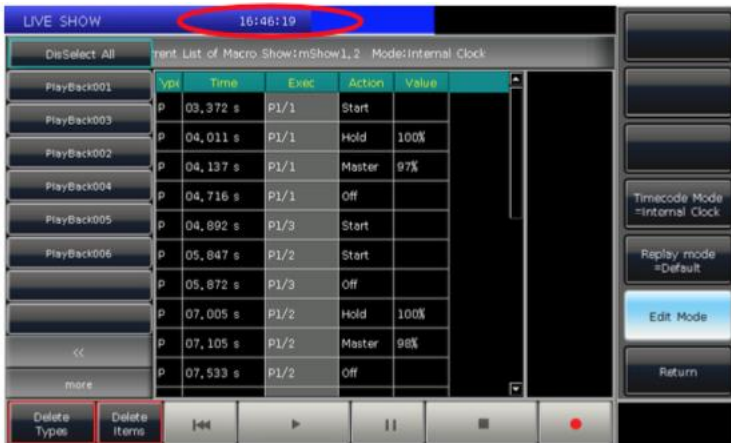 LIVE SHOW
16:46:19
DisSelect All
rent List of Macro Show:mShow1,2 Mode:Internal Clock
PlayBack001
PlayBack003
PlayBack002
PlayBack004
PlayBack005
PlayBack006
<<
more
Type Time Exec Action Value
P 03,372 s P1/1 Start
P 04,011 s P1/1 Hold 100%
P 04,137 s P1/1 Master 97%
P 04,716 s P1/1 Off
P 04,892 s P1/3 Start
P 05,847 s P1/2 Start
P 05,872 s P1/3 Off
P 07,005 s P1/2 Hold 100%
P 07,105 s P1/2 Master 98%
P 07,533 s P1/2 Off
Timecode Mode
=Internal Clock
Replay mode
=Default
Edit Mode
Return
Delete
Types
Delete
Items